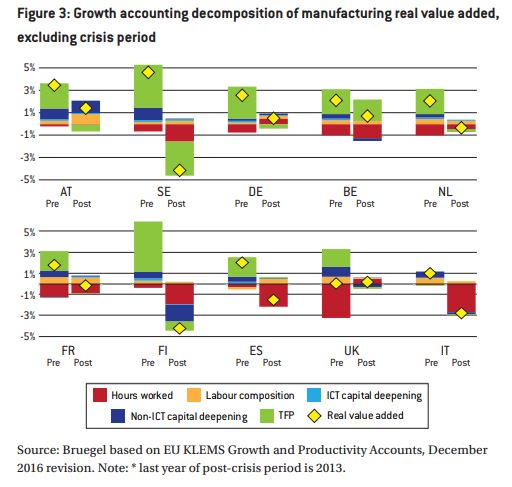 Figure 3: Growth accounting decomposition of manufacturing real value added,
excluding crisis period
5%
3%
1%
-1%
-3%
-5%
AT SE DE BE NL
Pre Post Pre Post Pre Post Pre Post Pre Post
5%
3%
1%
-1%
-3%
-5%
FR FI ES UK IT
Pre Post Pre Post Pre Post Pre Post Pre Post
Hours worked Labour composition ICT capital deepening
Non-ICT capital deepening TFP Real value added
Source: Bruegel based on EU KLEMS Growth and Productivity Accounts, December
2016 revision. Note: * last year of post-crisis period is 2013.